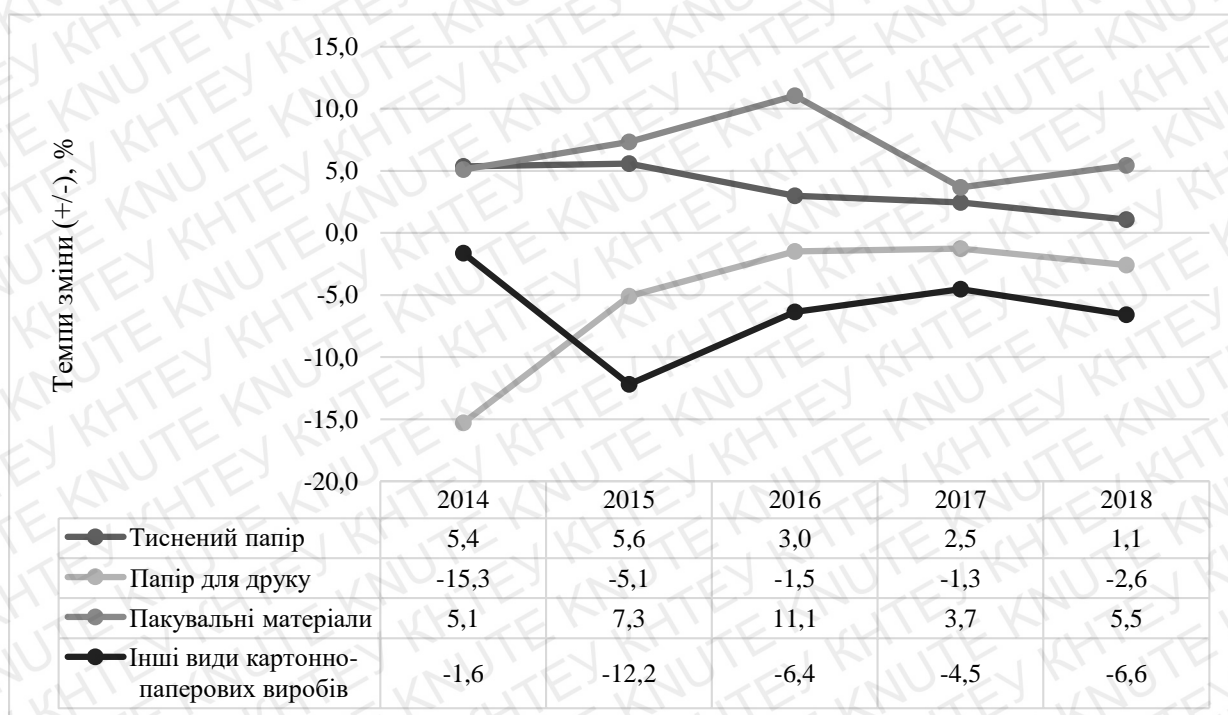 15,0
10,0
5,0
0,0
-5,0
-10,0
-15,0
-20,0
Темпи зміни (+/-), %
2014 2015 2016 2017 2018
Тиснений папір 5,4 5,6 3,0 2,5 1,1
Папір для друку -15,3 -5,1 -1,5 -1,3 -2,6
Пакувальні матеріали 5,1 7,3 11,1 3,7 5,5
Інші види картонно-
паперових виробів -1,6 -12,2 -6,4 -4,5 -6,6
KNUTE КНТЕУ